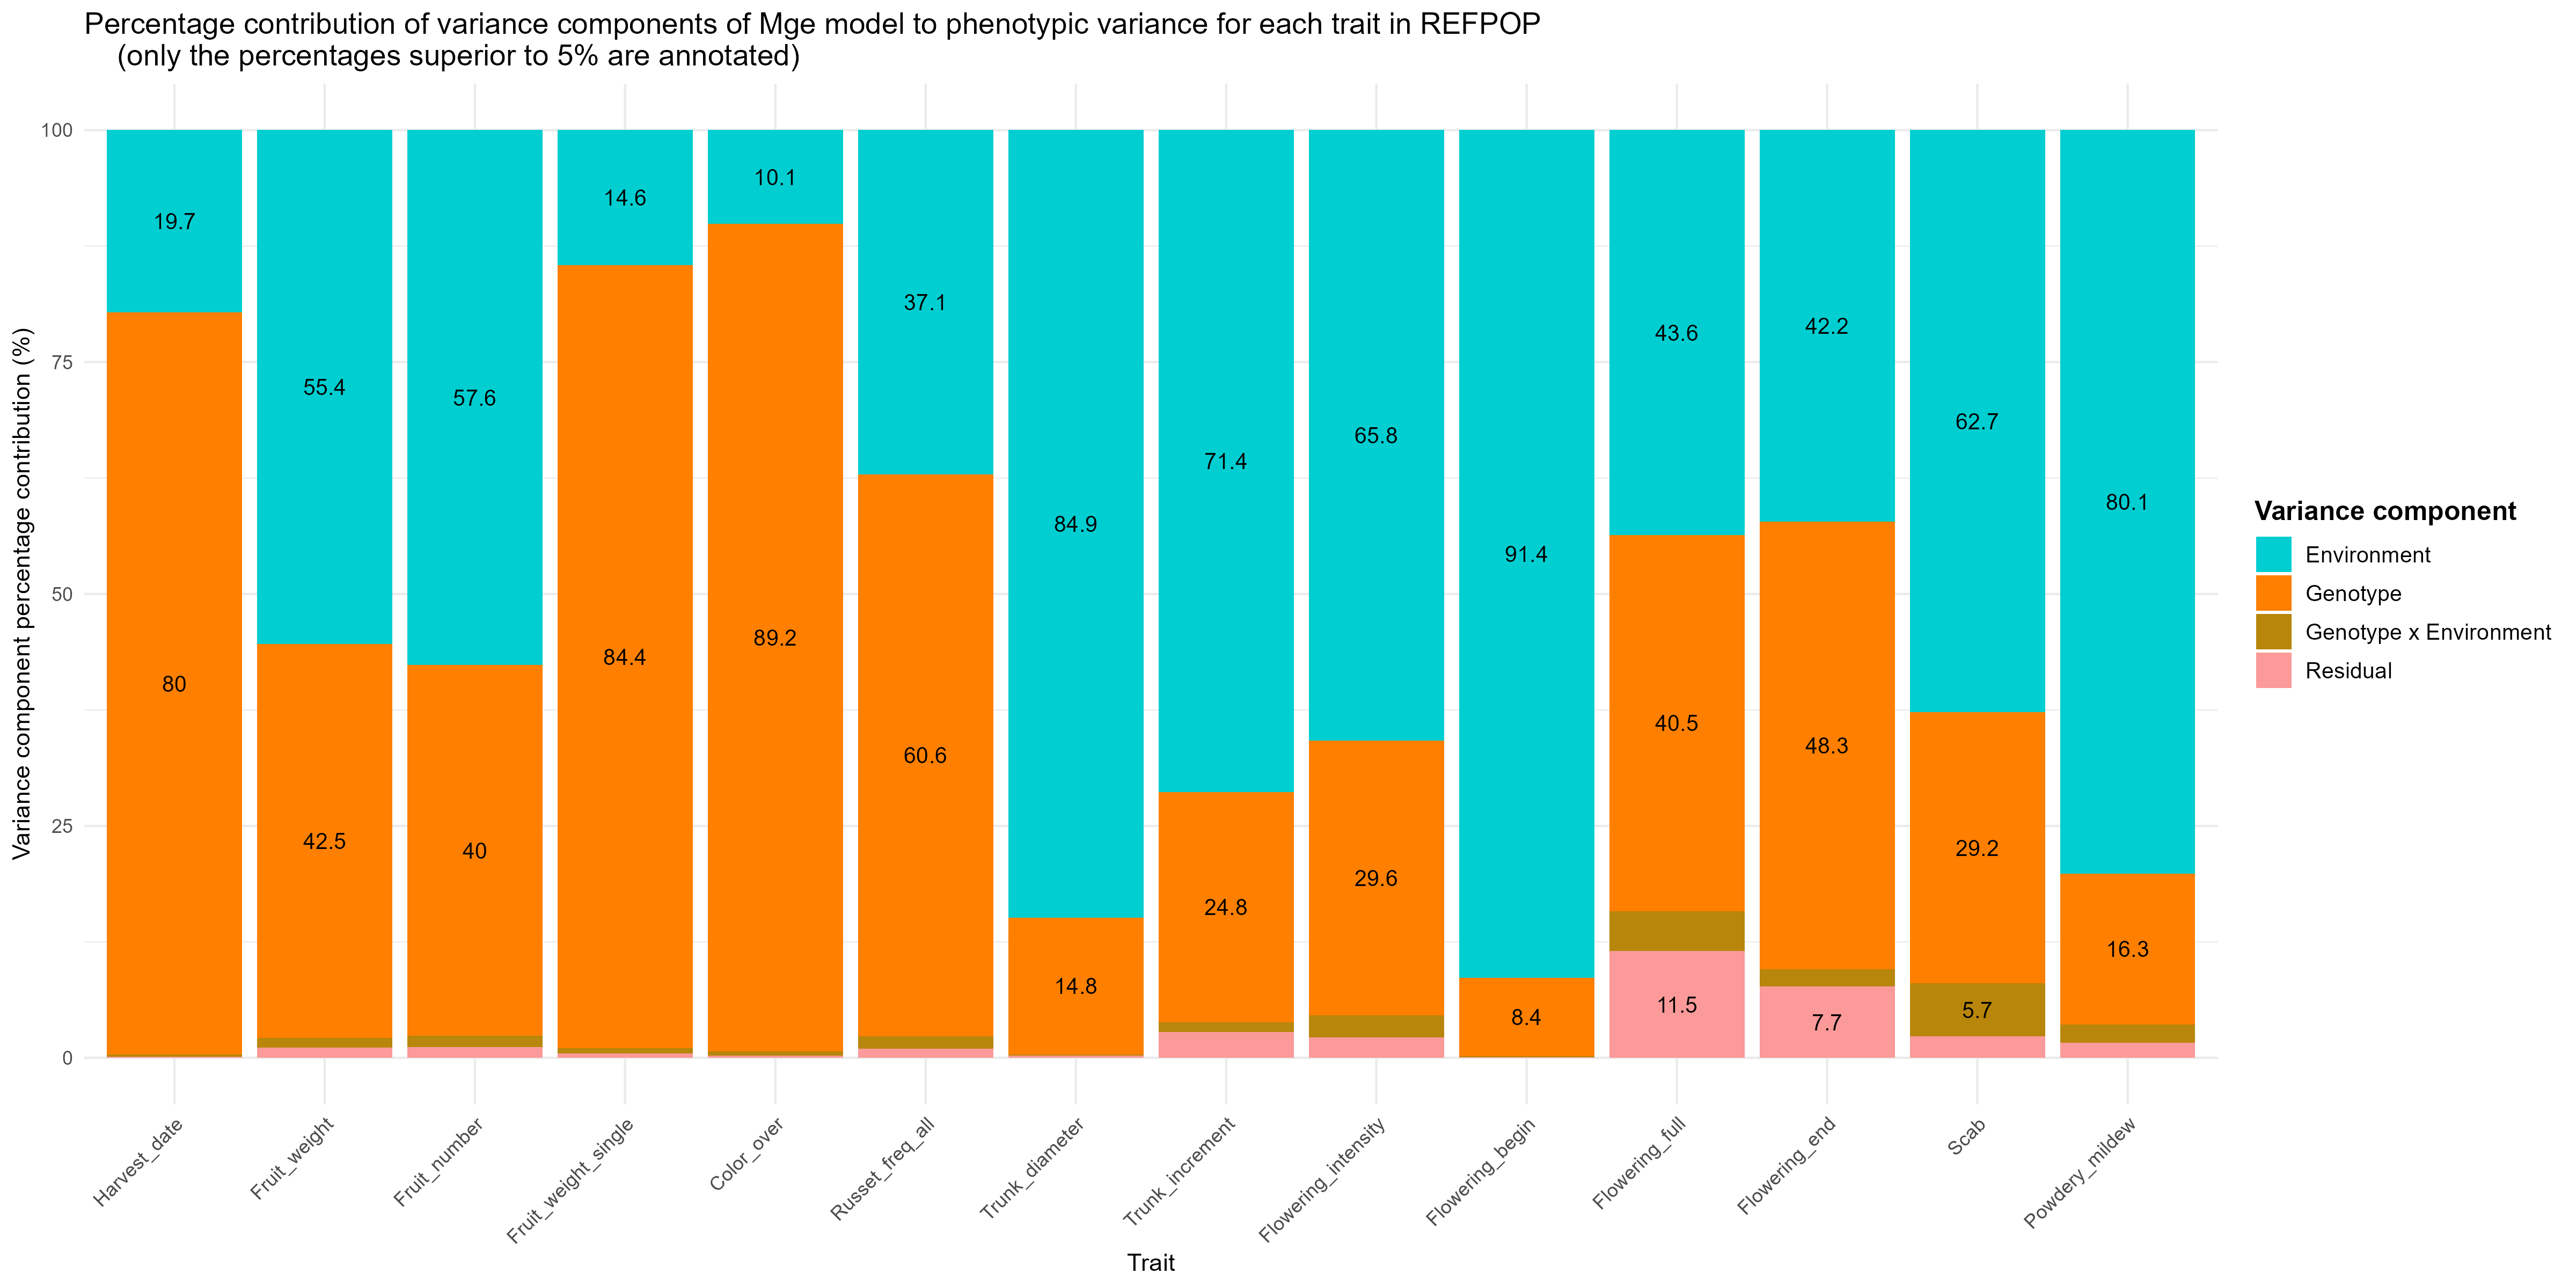 Percentage contribution of variance components of Mge model to phenotypic variance for each trait in REFPOP
(only the percentages superior to 5% are annotated)
Variance component percentage contribution (%)
100
75
50
25
0
19.7
80
55.4
42.5
57.6
40
14.6
84.4
10.1
89.2
37.1
60.6
84.9
14.8
71.4
24.8
65.8
29.6
91.4
8.4
43.6
40.5
11.5
42.2
48.3
7.7
62.7
29.2
5.7
80.1
16.3
Harvest_date
Fruit_weight
Fruit_number
Fruit_weight_single
Color_over
Russet_freq_all
Trunk_diameter
Trunk_increment
Flowering_intensity
Flowering_begin
Flowering_full
Flowering_end
Scab
Powdery_mildew
Trait
Variance component
Environment
Genotype
Genotype x Environment
Residual